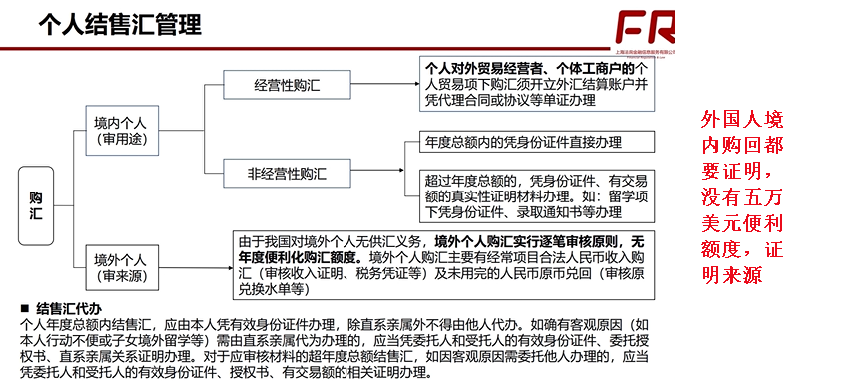 个人结售汇管理
FR
上海法询金融信息服务有限公司
经营性购汇
个人对外贸易经营者、个体工商户的个
人贸易项下购汇须开立外汇结算账户并
凭代理合同或协议等单证办理
境内个人
（审用途）
年度总额内的凭身份证件直接办理
非经营性购汇
超过年度总额的，凭身份证件、有交易
额的真实性证明材料办理。如：留学项
下凭身份证件、录取通知书等办理
购
汇
境外个人
（审来源）
由于我国对境外个人无供汇义务，境外个人购汇实行逐笔审核原则，无
年度便利化购汇额度。境外个人购汇主要有经常项目合法人民币收入购
汇（审核收入证明、税务凭证等）及未用完的人民币原币兑回（审核原
兑换水单等）
外国人境
内购回都
要证明，
没有五万
美元便利
额度，证
明来源
■ 结售汇代办
个人年度总额内结售汇，应由本人凭有效身份证件办理，除直系亲属外不得由他人代办。如确有客观原因（如
本人行动不便或子女境外留学等）需由直系亲属代为办理的，应当凭委托人和受托人的有效身份证件、委托授
权书、直系亲属关系证明办理。对于应审核材料的超年度总额结售汇，如因客观原因需委托他人办理的，应当
凭委托人和受托人的有效身份证件、授权书、有交易额的相关证明办理。